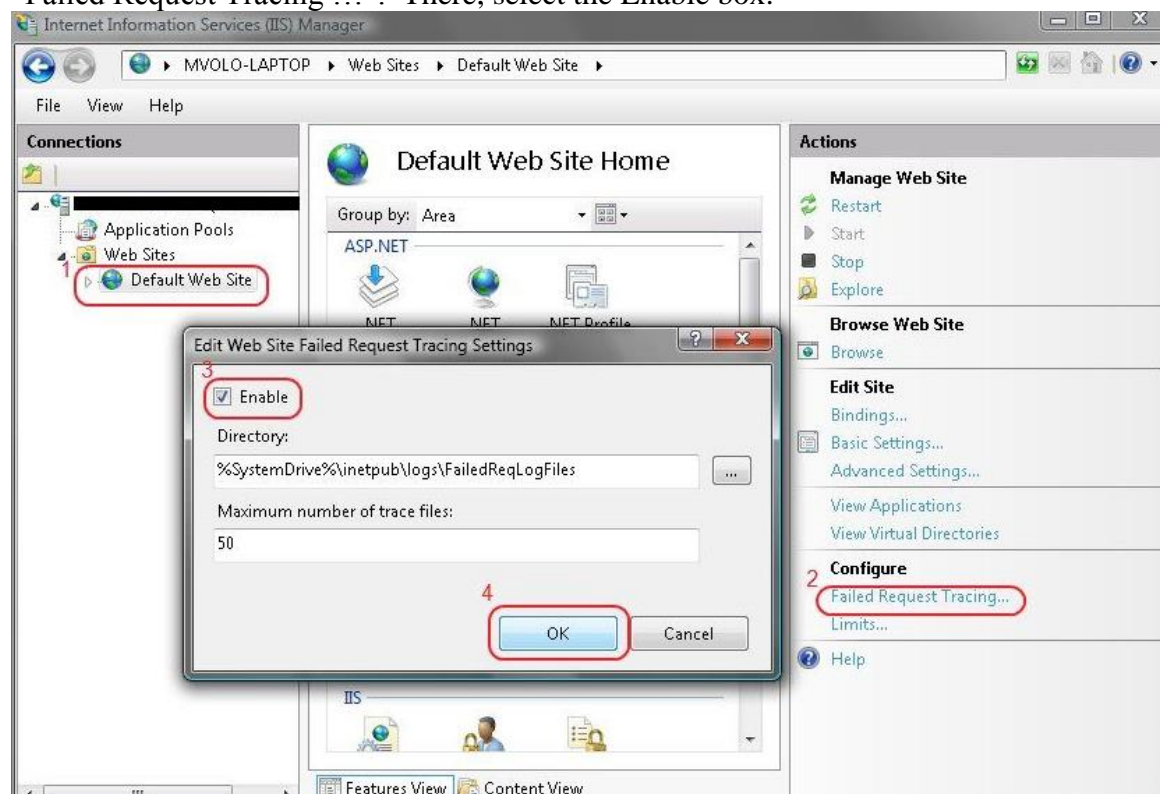 "Failed Request Tracing ...". There, select the Enable box:
Internet Information Services (IIS) Manager
MVOLO-LAPTOP Web Sites Default Web Site
File View Help
Connections
Application Pools
Web Sites
1
Default Web Site
Default Web Site Home
Group by: Area
ASP.NET
.NET .NET .NET Profile
Edit Web Site Failed Request Tracing Settings
3
Enable
Directory:
%SystemDrive%\inetpub\logs\FailedReqLogFiles
...
Maximum number of trace files:
50
4
OK Cancel
IIS
Features View Content View
Actions
Manage Web Site
Restart
Start
Stop
Explore
Browse Web Site
Browse
Edit Site
Bindings...
Basic Settings...
Advanced Settings...
View Applications
View Virtual Directories
Configure
2
Failed Request Tracing...
Limits...
Help